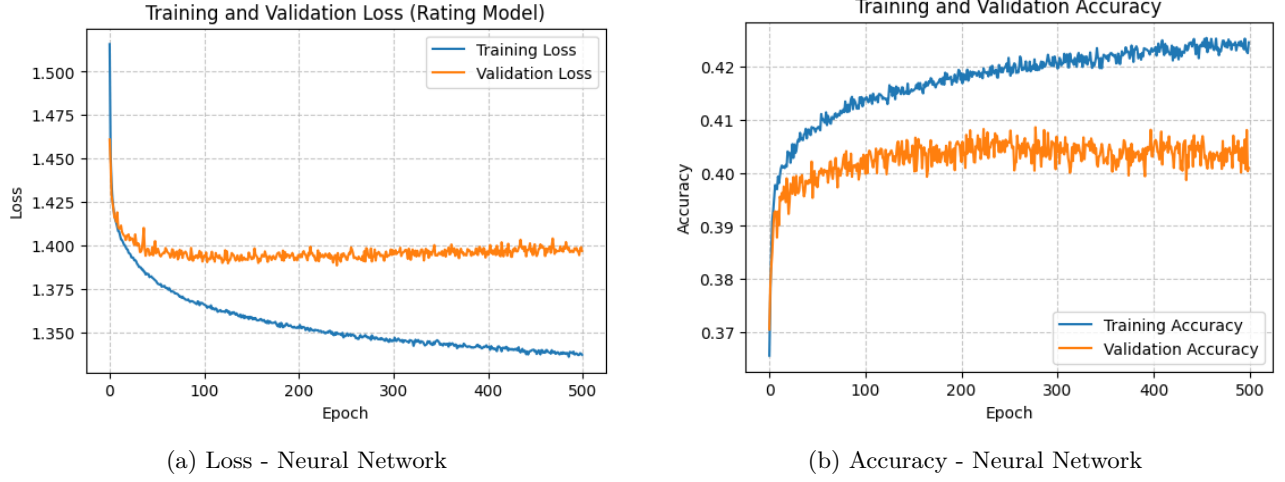 Training and Validation Loss (Rating Model)
Training Loss
Validation Loss
1.500
1.475
1.450
1.425
1.400
1.375
1.350
Loss
0
100
200
300
400
500
Epoch
(a) Loss - Neural Network
Training and Validation Accuracy
0.42
0.41
0.40
0.39
0.38
0.37
Accuracy
Training Accuracy
Validation Accuracy
0
100
200
300
400
500
Epoch
(b) Accuracy - Neural Network